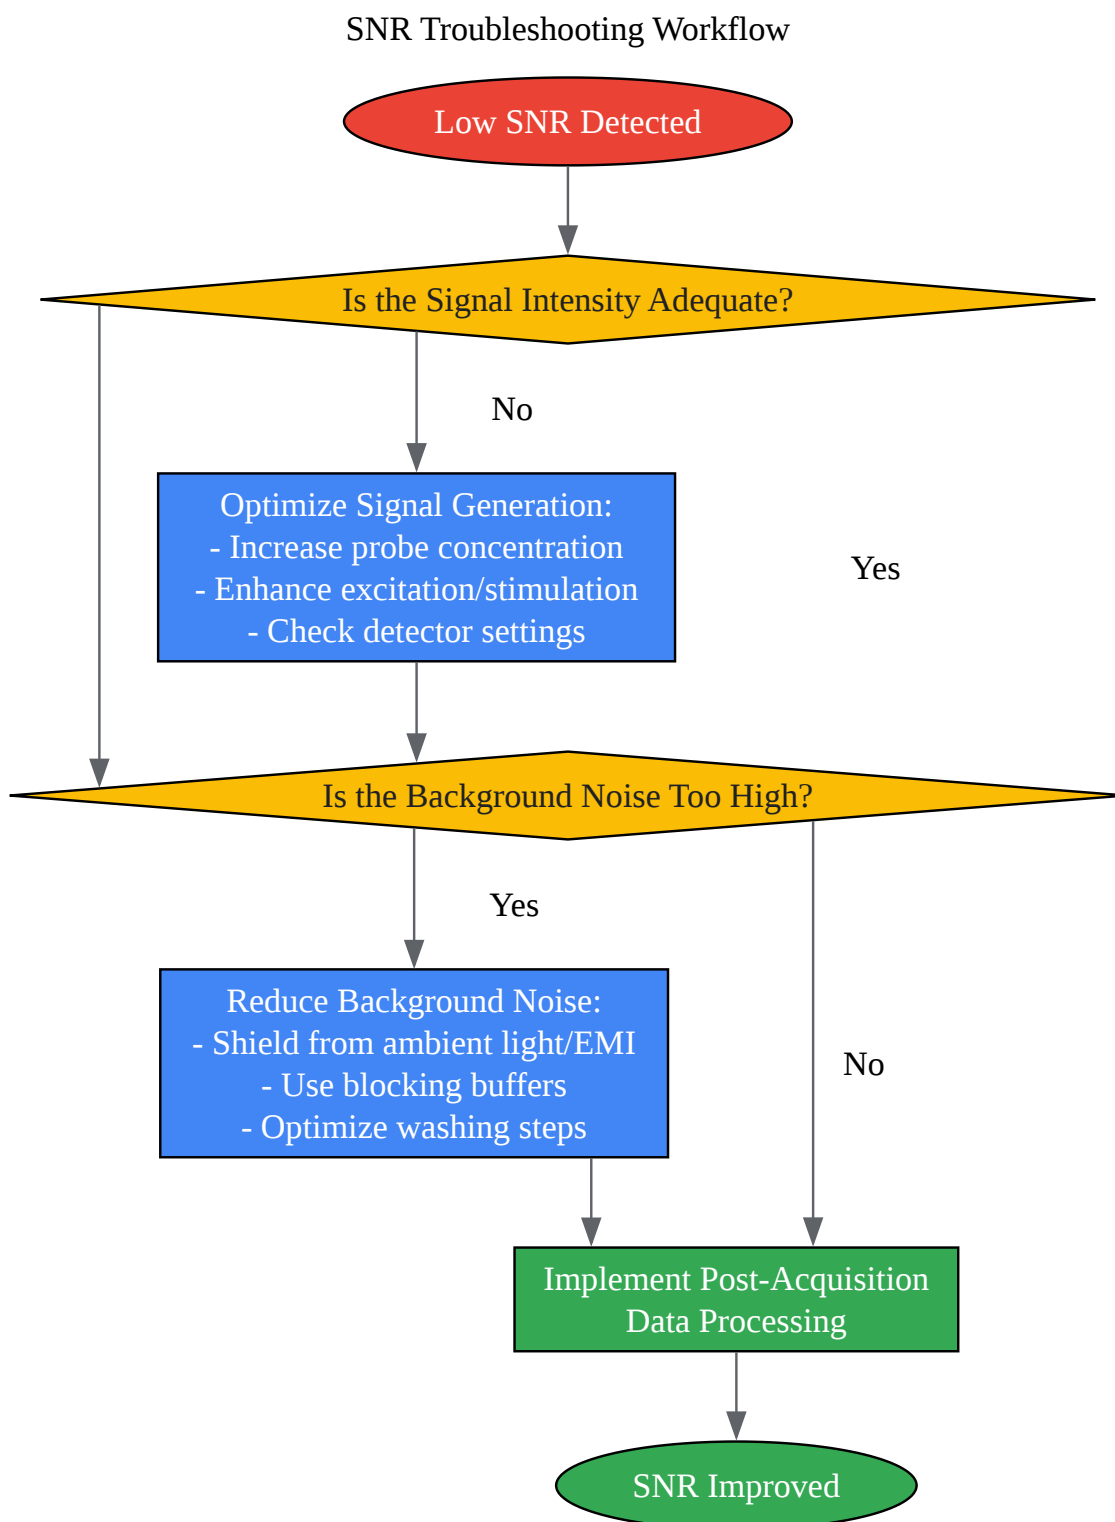 SNR Troubleshooting Workflow
Low SNR Detected
Is the Signal Intensity Adequate?
No
Optimize Signal Generation:
- Increase probe concentration
- Enhance excitation/stimulation
- Check detector settings
Yes
Is the Background Noise Too High?
Yes
Reduce Background Noise:
- Shield from ambient light/EMI
- Use blocking buffers
- Optimize washing steps
No
Implement Post-Acquisition
Data Processing
SNR Improved